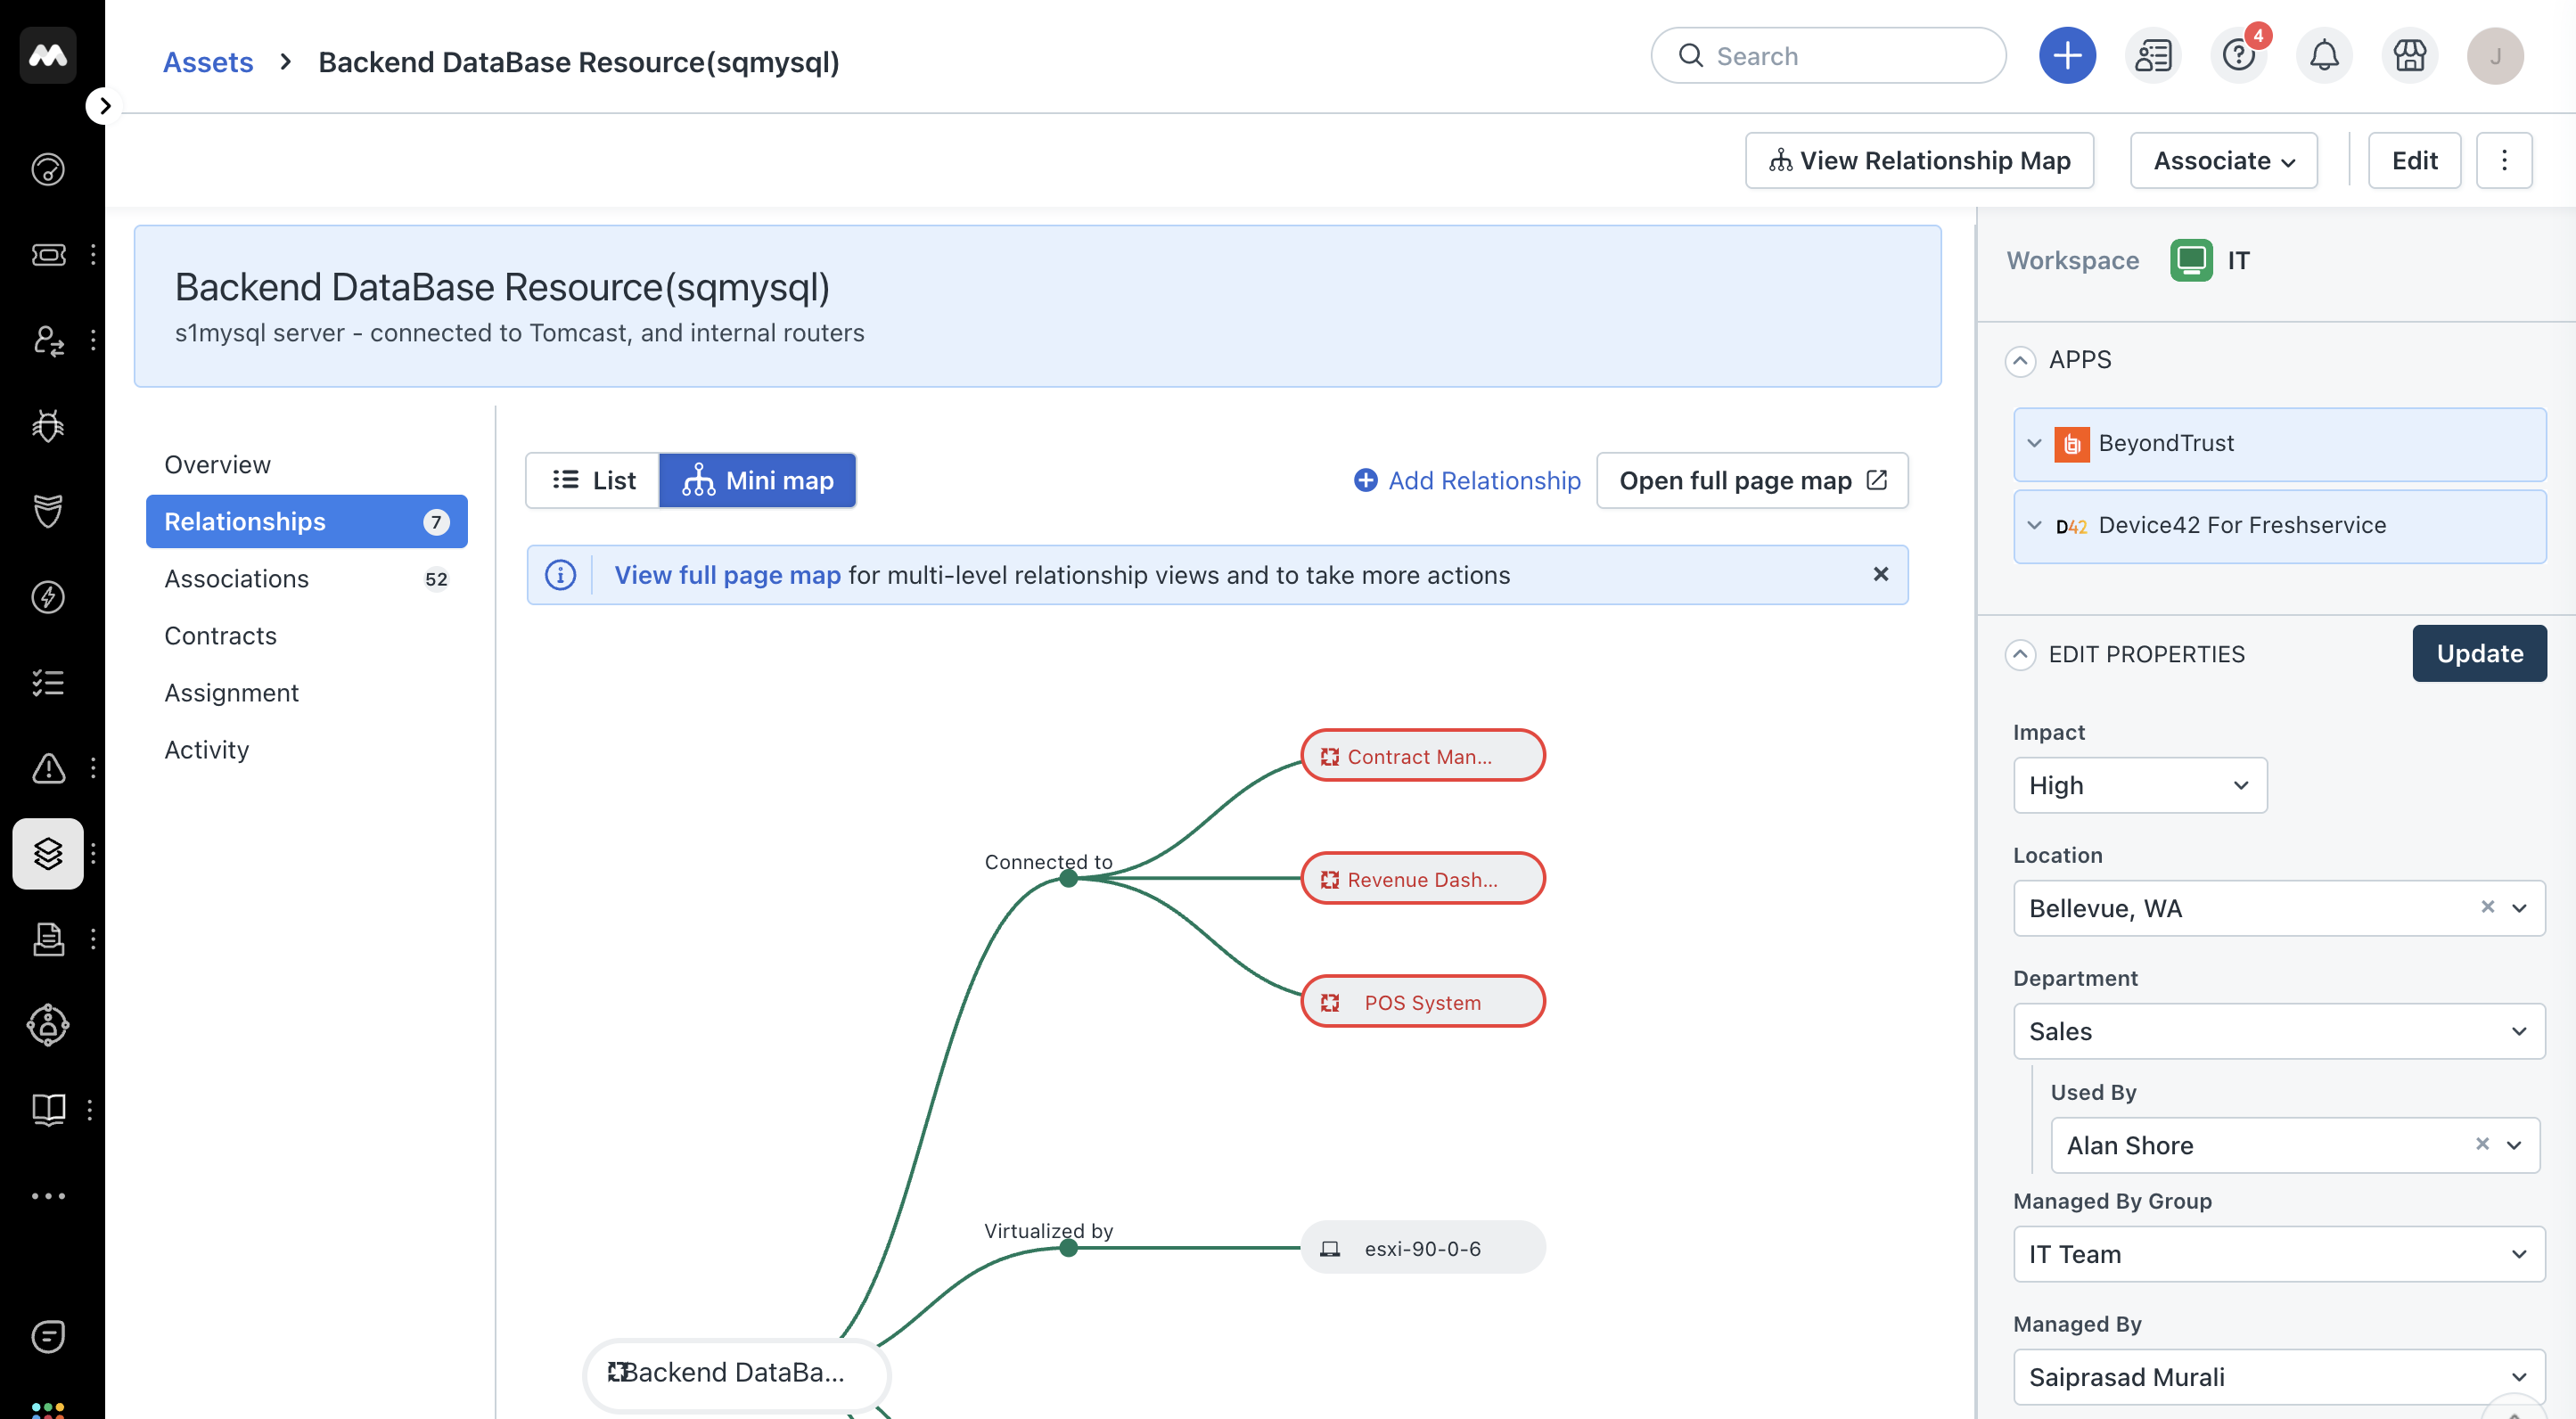 Assets > Backend DataBase Resource(sqmysql)
Search
4
J
View Relationship Map
Associate
Edit
Backend DataBase Resource(sqmysql)
s1mysql server - connected to Tomcast, and internal routers
Overview
Relationships 7
Associations 52
Contracts
Assignment
Activity
List
Mini map
Add Relationship
Open full page map
View full page map for multi-level relationship views and to take more actions
Connected to
Contract Man...
Revenue Dash...
POS System
Virtualized by
esxi-90-0-6
Backend DataBa...
Workspace IT
APPS
BeyondTrust
D42 Device42 For Freshservice
EDIT PROPERTIES
Update
Impact
High
Location
Bellevue, WA
Department
Sales
Used By
Alan Shore
Managed By Group
IT Team
Managed By
Saiprasad Murali